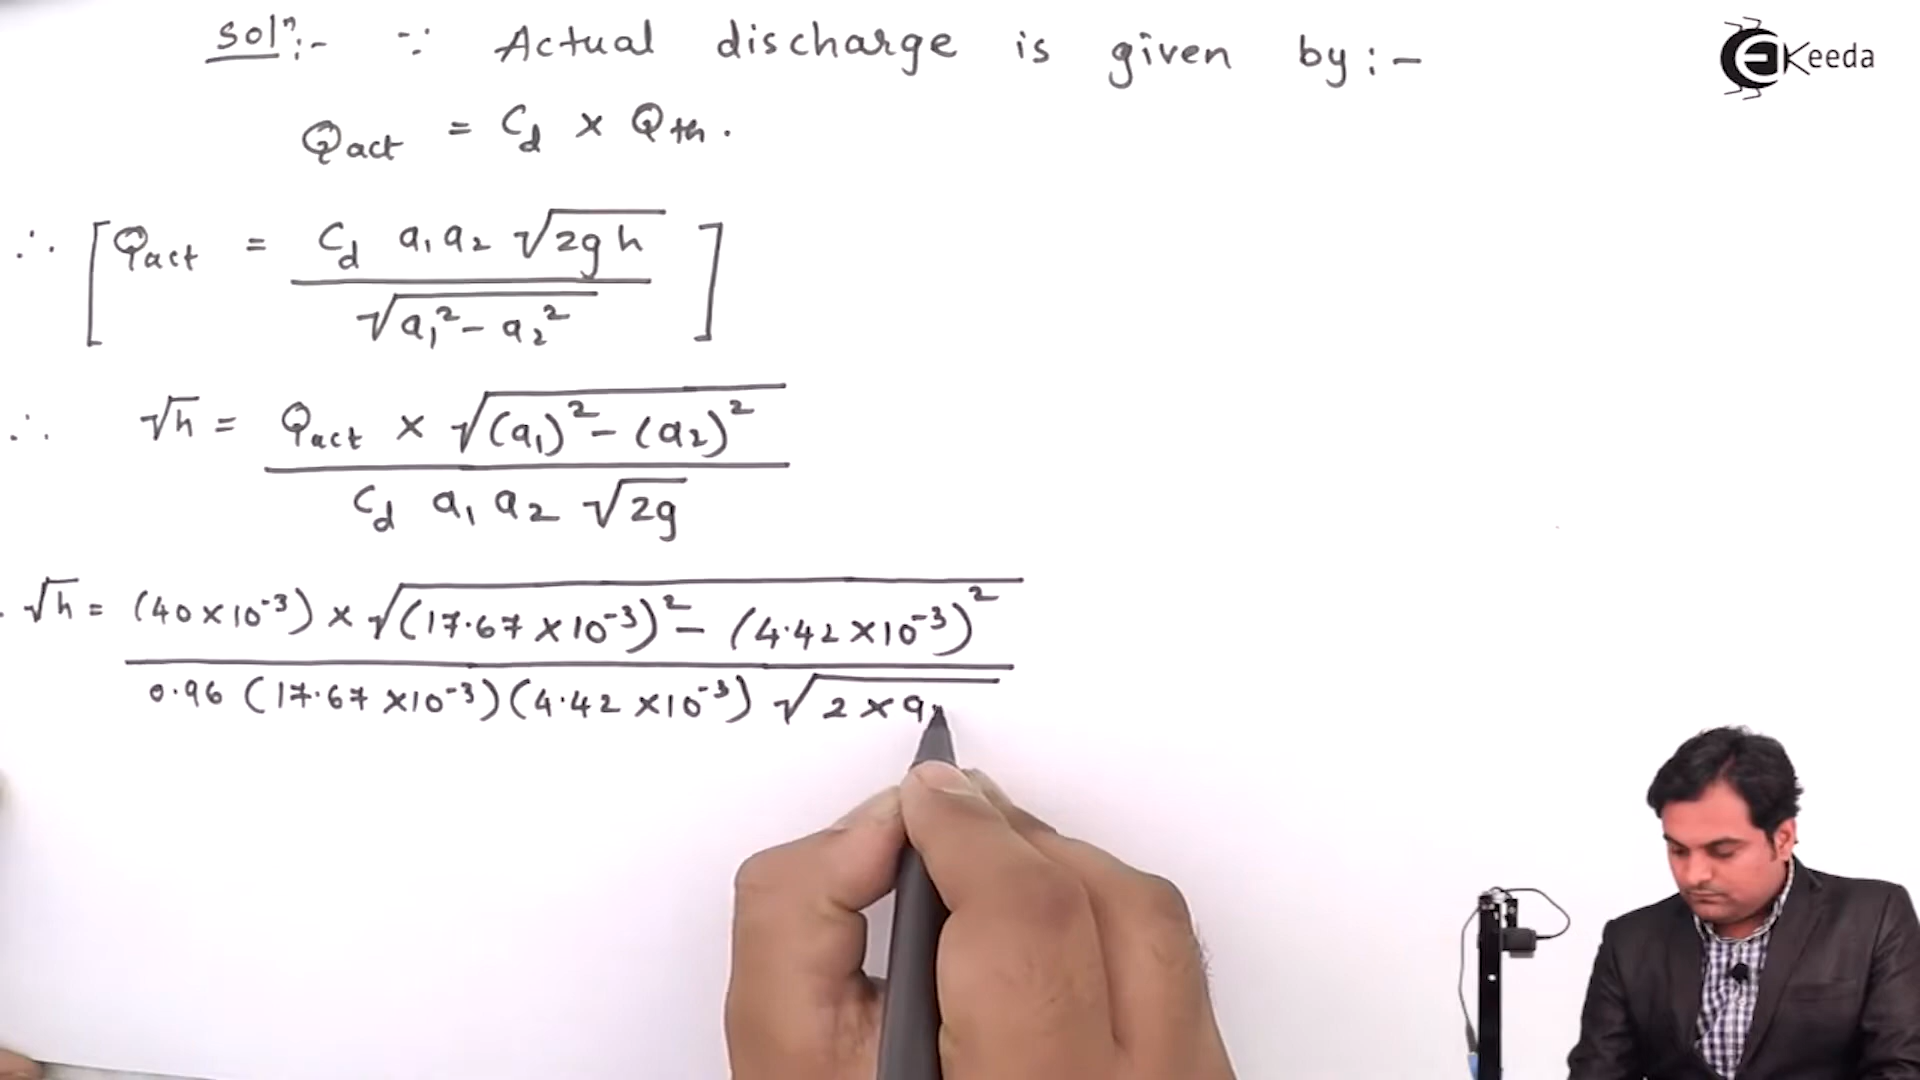 Solⁿ:- ∵ Actual discharge is given by:-
EKeeda
Qact = Cd × Qth.
∴ [Qact = Cd a₁ a₂ √2gh / √a₁² - a₂²]
∴ √h = Qact × √(a₁)² - (a₂)² / Cd a₁ a₂ √2g
√h = (40×10⁻³) × √(17.67 × 10⁻³)² - (4.42 ×10⁻³)² / 0.96 (17.67 ×10⁻³)(4.42 ×10⁻³) √2 × 9